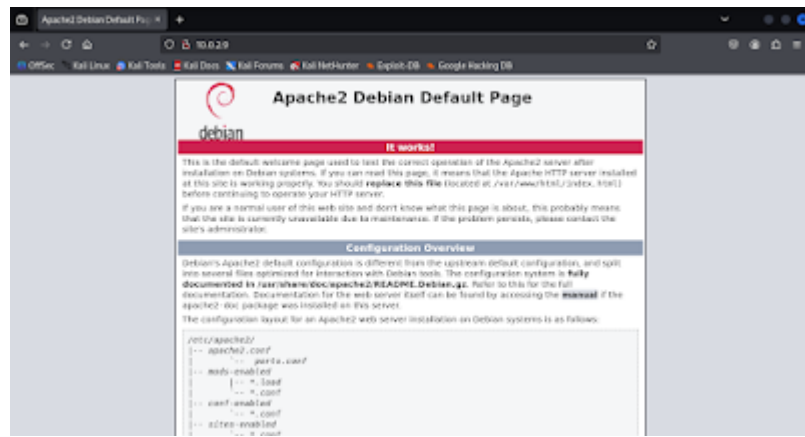 Apache2 Debian Default Pag
10.0.2.9
OffSec Kali Linux Kali Tools Kali Docs Kali Forums Kali NetHunter Exploit-DB Google Hacking DB
Apache2 Debian Default Page
debian
It works!
This is the default welcome page used to test the correct operation of the Apache2 server after
installation on Debian systems. If you can read this page, it means that the Apache HTTP server installed
at this site is working properly. You should replace this file (located at /var/www/html/index.html)
before continuing to operate your HTTP server.
If you are a normal user of this web site and don't know what this page is about, this probably means
that the site is currently unavailable due to maintenance. If the problem persists, please contact the
site's administrator.
Configuration Overview
Debian's Apache2 default configuration is different from the upstream default configuration, and split
into several files optimized for interaction with Debian tools. The configuration system is fully
documented in /usr/share/doc/apache2/README.Debian.gz. Refer to this for the full
documentation. Documentation for the web server itself can be found by accessing the manual if the
apache2-doc package was installed on this server.
The configuration layout for an Apache2 web server installation on Debian systems is as follows:
/etc/apache2/
|-- apache2.conf
|       `--  ports.conf
|-- mods-enabled
|       |-- *.load
|       `-- *.conf
|-- conf-enabled
|       `-- *.conf
|-- sites-enabled
|       `-- *.conf